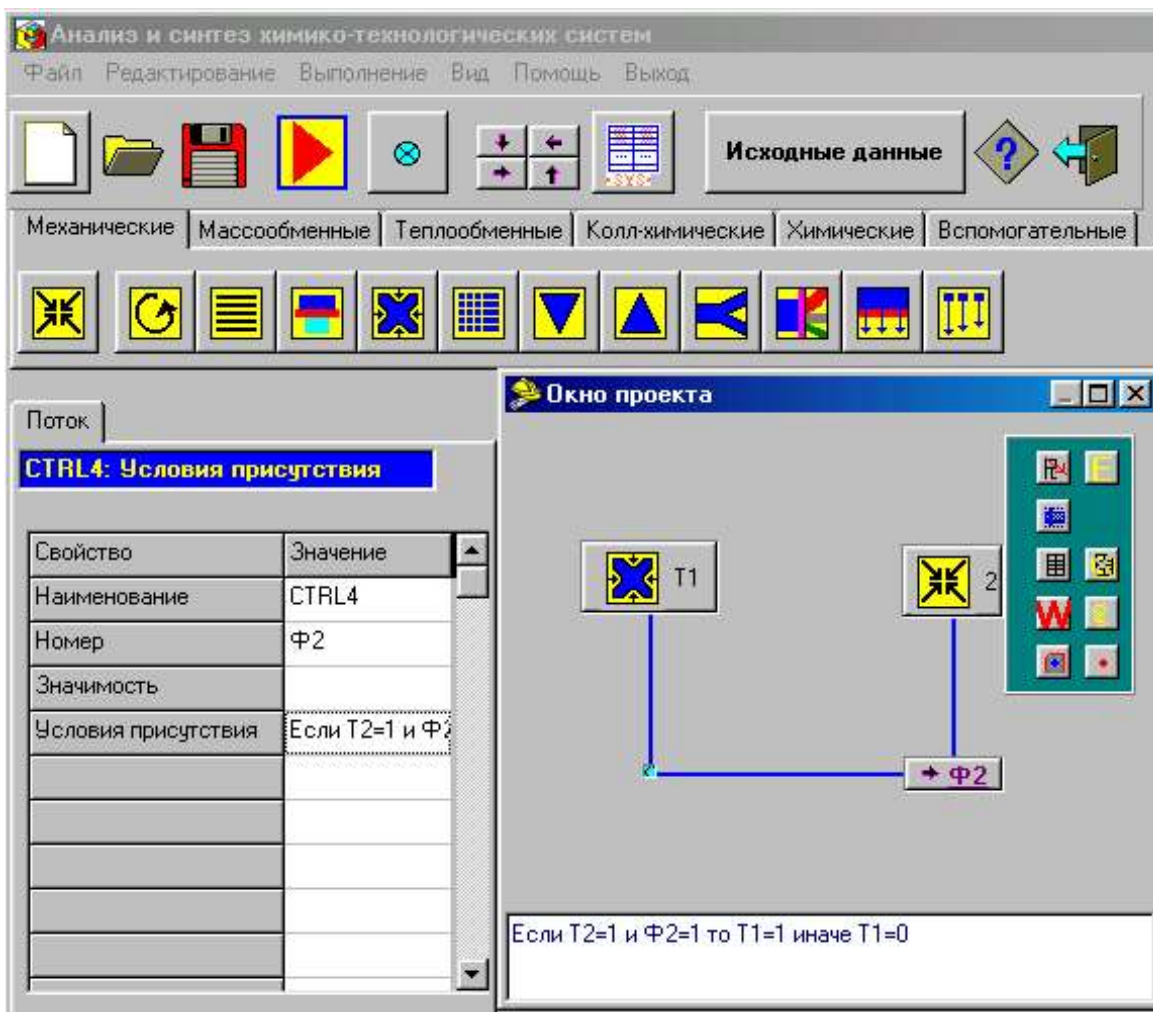 Анализ и синтез химико-технологических систем
Файл Редактирование Выполнение Вид Помощь Выход
Исходные данные
Механические Массообменные Теплообменные Колл-химические Химические Вспомогательные
Поток
CTRL4: Условия присутствия
Свойство Значение
Наименование CTRL4
Номер Ф2
Значимость
Условия присутствия Если Т2=1 и Ф2
Окно проекта
Т1
2
Ф2
Если Т2=1 и Ф2=1 то Т1=1 иначе Т1=0